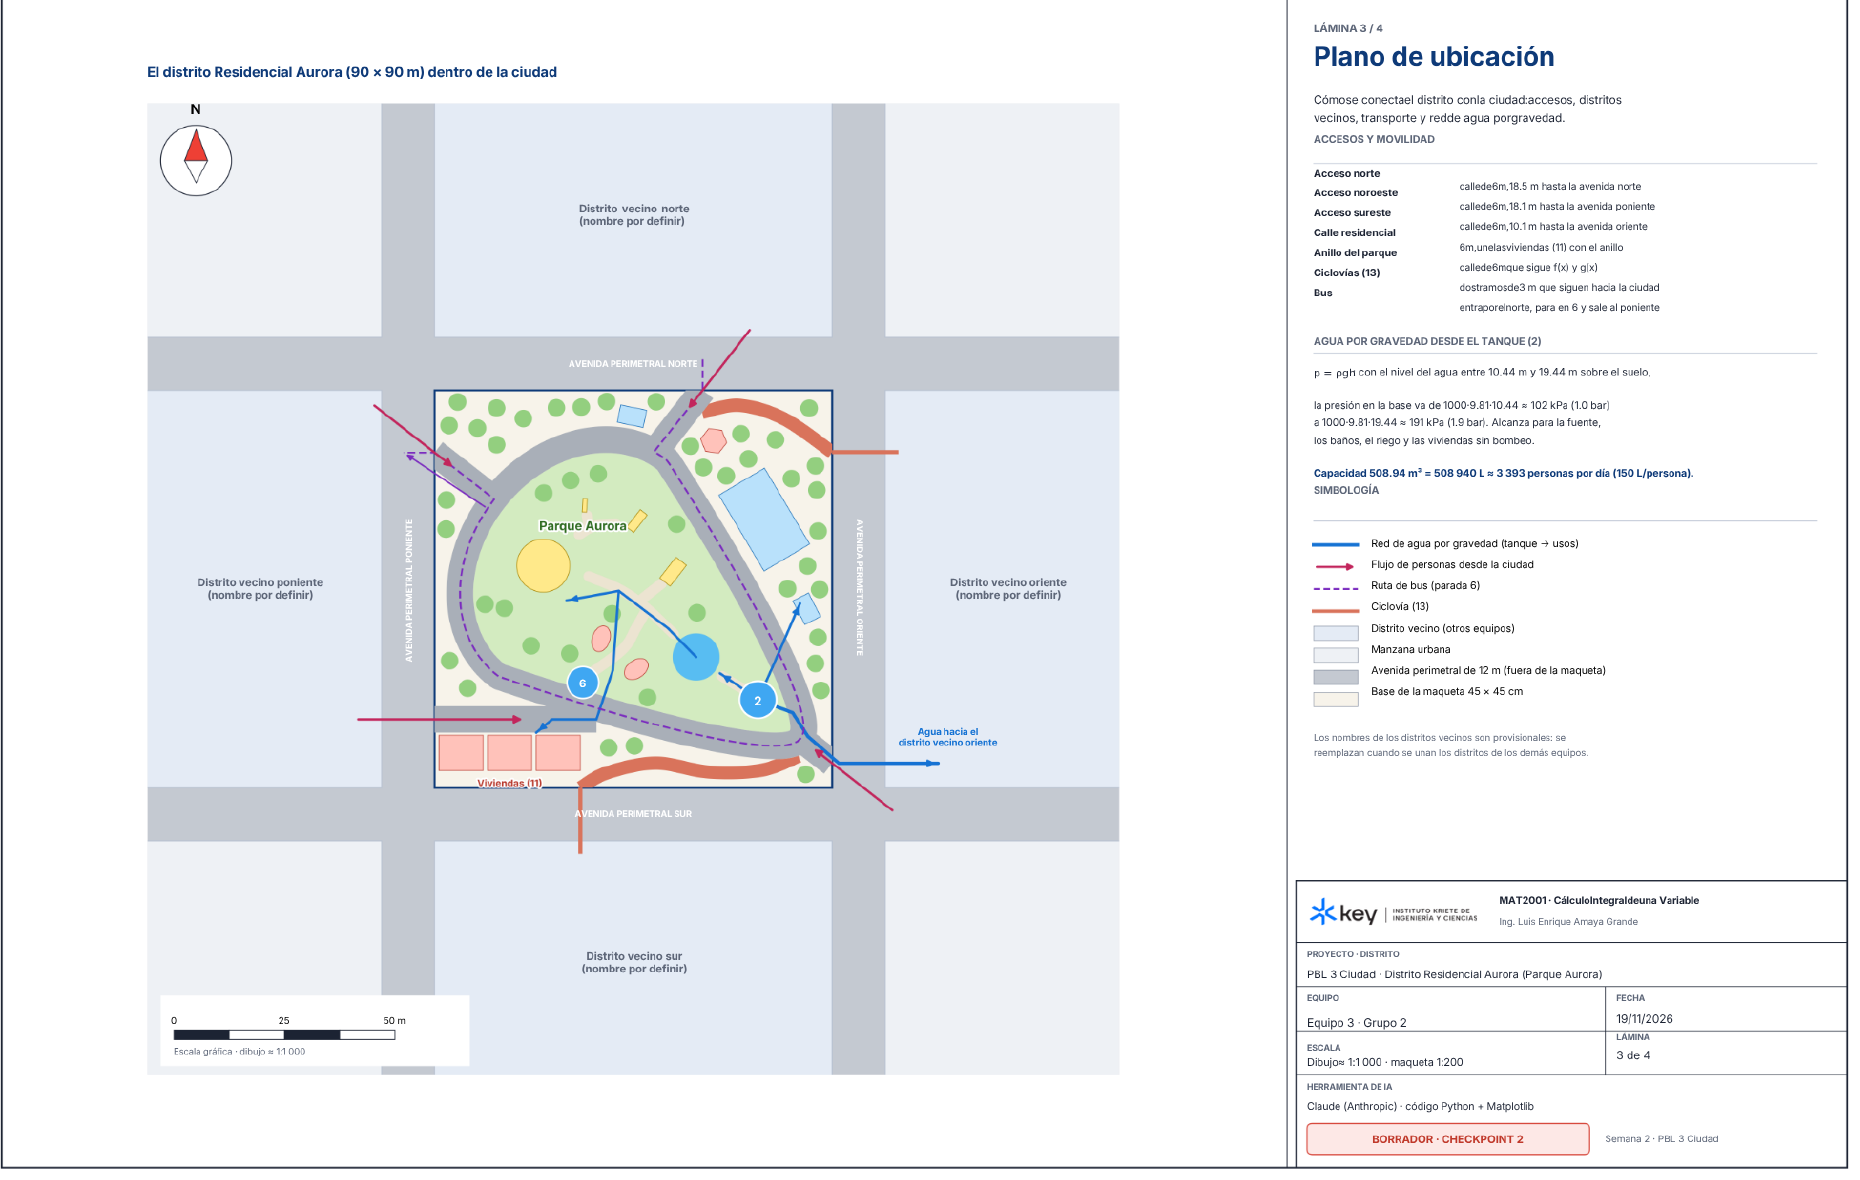 El distrito Residencial Aurora (90 × 90 m) dentro de la ciudad
N
Distrito vecino norte
(nombre por definir)
AVENIDA PERIMETRAL NORTE
Parque Aurora
AVENIDA PERIMETRAL PONIENTE
AVENIDA PERIMETRAL ORIENTE
Distrito vecino poniente
(nombre por definir)
Distrito vecino oriente
(nombre por definir)
6
2
Agua hacia el
distrito vecino oriente
Viviendas (11)
AVENIDA PERIMETRAL SUR
Distrito vecino sur
(nombre por definir)
0 25 50 m
Escala gráfica · dibujo ≈ 1:1 000
LÁMINA 3 / 4
Plano de ubicación
Cómose conectael distrito conla ciudad:accesos, distritos
vecinos, transporte y redde agua porgravedad.
ACCESOS Y MOVILIDAD
Acceso norte
callede6m,18.5 m hasta la avenida norte
Acceso noroeste
callede6m,18.1 m hasta la avenida poniente
Acceso sureste
callede6m,10.1 m hasta la avenida oriente
Calle residencial
6m,unelasviviendas (11) con el anillo
Anillo del parque
callede6mque sigue f(x) y g(x)
Ciclovías (13)
dostramosde3 m que siguen hacia la ciudad
Bus
entraporelnorte, para en 6 y sale al poniente
AGUA POR GRAVEDAD DESDE EL TANQUE (2)
p = ρgh con el nivel del agua entre 10.44 m y 19.44 m sobre el suelo,
la presión en la base va de 1000·9.81·10.44 ≈ 102 kPa (1.0 bar)
a 1000·9.81·19.44 ≈ 191 kPa (1.9 bar). Alcanza para la fuente,
los baños, el riego y las viviendas sin bombeo.
Capacidad 508.94 m³ = 508 940 L ≈ 3 393 personas por día (150 L/persona).
SIMBOLOGÍA
Red de agua por gravedad (tanque → usos)
Flujo de personas desde la ciudad
Ruta de bus (parada 6)
Ciclovía (13)
Distrito vecino (otros equipos)
Manzana urbana
Avenida perimetral de 12 m (fuera de la maqueta)
Base de la maqueta 45 × 45 cm
Los nombres de los distritos vecinos son provisionales: se
reemplazan cuando se unan los distritos de los demás equipos.
key INSTITUTO KRIETE DE
INGENIERÍA Y CIENCIAS
MAT2001 · CálculoIntegraldeuna Variable
Ing. Luis Enrique Amaya Grande
PROYECTO · DISTRITO
PBL 3 Ciudad · Distrito Residencial Aurora (Parque Aurora)
EQUIPO
Equipo 3 · Grupo 2
FECHA
19/11/2026
ESCALA
Dibujo≈ 1:1 000 · maqueta 1:200
LÁMINA
3 de 4
HERRAMIENTA DE IA
Claude (Anthropic) · código Python + Matplotlib
BORRADOR · CHECKPOINT 2
Semana 2 · PBL 3 Ciudad